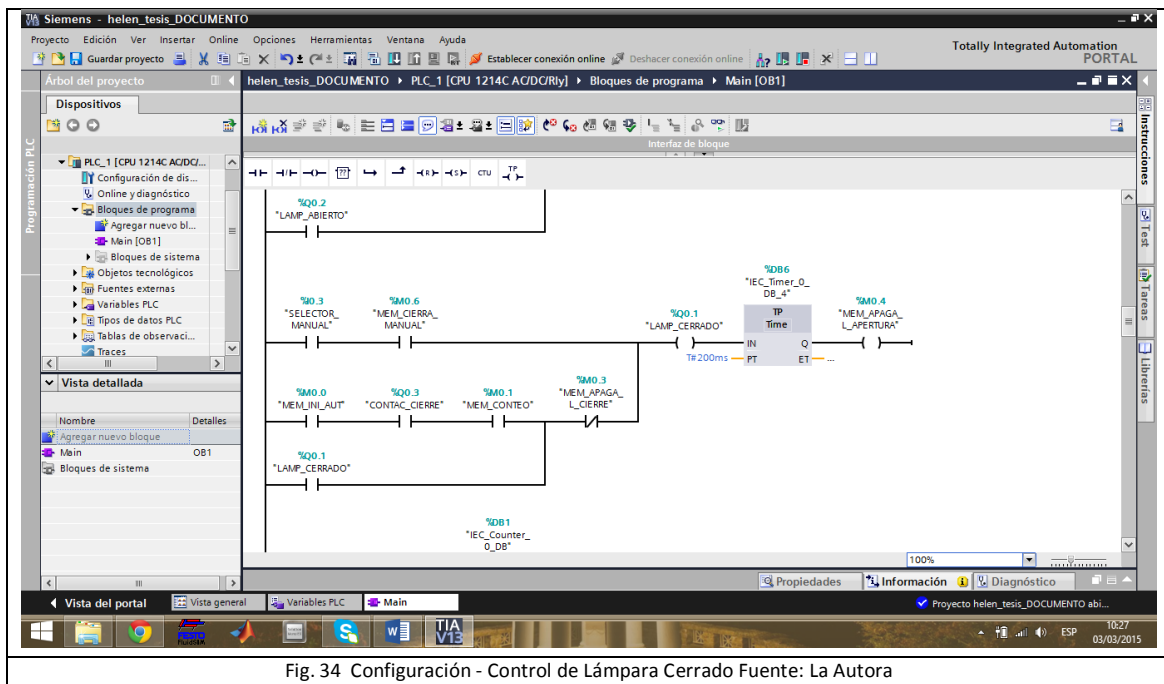 Siemens - helen_tesis_DOCUMENTO
Proyecto Edición Ver Insertar Online Opciones Herramientas Ventana Ayuda
Totally Integrated Automation
PORTAL
Guardar proyecto
Establecer conexión online
Deshacer conexión online
Árbol del proyecto
helen_tesis_DOCUMENTO PLC_1 [CPU 1214C AC/DC/Rly] Bloques de programa Main [OB1]
Dispositivos
Programación PLC
PLC_1 [CPU 1214C AC/DC/...
Configuración de dis...
Online y diagnóstico
Bloques de programa
Agregar nuevo bl...
Main [OB1]
Bloques de sistema
Objetos tecnológicos
Fuentes externas
Variables PLC
Tipos de datos PLC
Tablas de observaci...
Traces
Vista detallada
Nombre Detalles
Agregar nuevo bloque
Main OB1
Bloques de sistema
Interfaz de bloque
CTU TP
%Q0.2
"LAMP_ABIERTO"
%I0.3
"SELECTOR_
MANUAL"
%M0.6
"MEM_CIERRA_
MANUAL"
%Q0.1
"LAMP_CERRADO"
%DB6
"IEC_Timer_0_
DB_4"
TP
Time
IN Q
T#200ms PT ET ...
%M0.4
"MEM_APAGA_
L_APERTURA"
%M0.0
"MEM_INI_AUT"
%Q0.3
"CONTAC_CIERRE"
%M0.1
"MEM_CONTEO"
%M0.3
"MEM_APAGA_
L_CIERRE"
%Q0.1
"LAMP_CERRADO"
%DB1
"IEC_Counter_
0_DB"
100%
Instrucciones
Test
Tareas
Librerías
Propiedades Información Diagnóstico
Vista del portal Vista general Variables PLC Main
Proyecto helen_tesis_DOCUMENTO abi...
FESTO
FluidSIM
TIA
V13
ESP
10:27
03/03/2015
Fig. 34 Configuración - Control de Lámpara Cerrado Fuente: La Autora